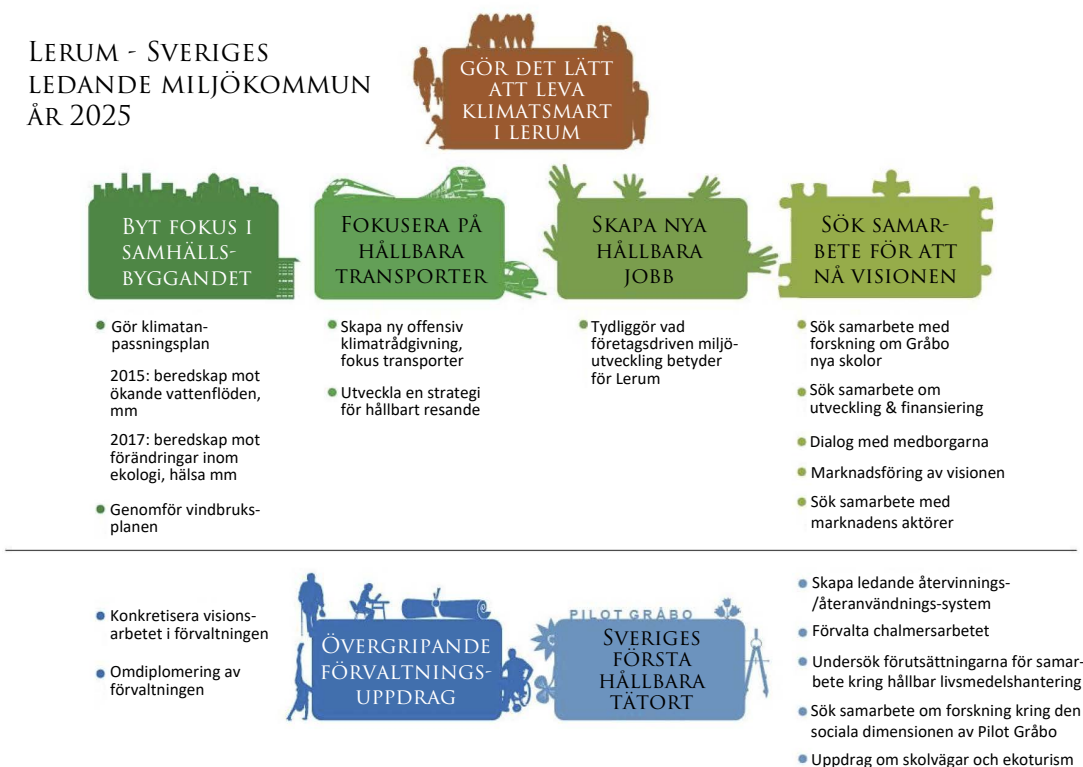 Lerum - Sveriges
ledande miljökommun
år 2025
Gör det lätt
att leva
klimatsmart
i Lerum
Byt fokus i
samhälls-
byggandet
Gör klimatan-
passningsplan
2015: beredskap mot
ökande vattenflöden,
mm
2017: beredskap mot
förändringar inom
ekologi, hälsa mm
Genomför vindbruks-
planen
Fokusera på
hållbara
transporter
Skapa ny offensiv
klimatrådgivning,
fokus transporter
Utveckla en strategi
för hållbart resande
Skapa nya
hållbara
jobb
Tydliggör vad
företagsdriven miljö-
utveckling betyder
för Lerum
Sök samar-
bete för att
nå visionen
Sök samarbete med
forskning om Gråbo
nya skolor
Sök samarbete om
utveckling & finansiering
Dialog med medborgarna
Marknadsföring av visionen
Sök samarbete med
marknadens aktörer
Konkretisera visions-
arbetet i förvaltningen
Omdiplomering av
förvaltningen
Övergripande
förvaltnings-
uppdrag
PILOT GRÅBO
Sveriges
första
hållbara
tätort
Skapa ledande återvinnings-
/återanvändnings-system
Förvalta chalmersarbetet
Undersök förutsättningarna för samar-
bete kring hållbar livsmedelshantering
Sök samarbete om forskning kring den
sociala dimensionen av Pilot Gråbo
Uppdrag om skolvägar och ekoturism